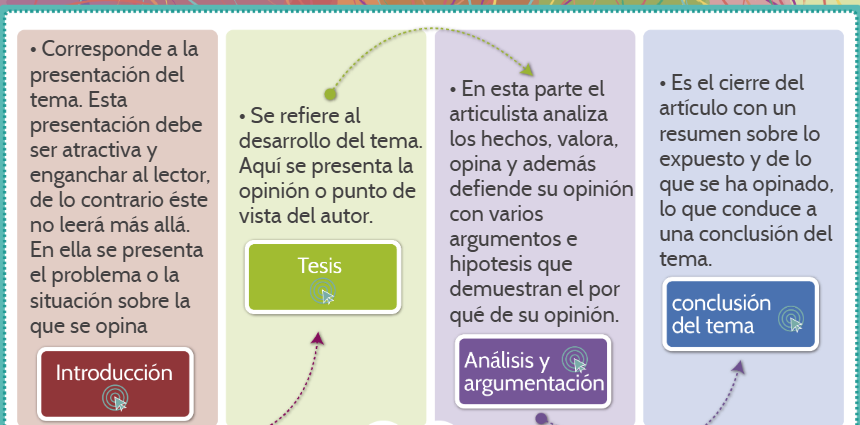 • Corresponde a la
presentación del
tema. Esta
presentación debe
ser atractiva y
enganchar al lector,
de lo contrario éste
no leerá más allá.
En ella se presenta
el problema o la
situación sobre la
que se opina
Introducción
• Se refiere al
desarrollo del tema.
Aquí se presenta la
opinión o punto de
vista del autor.
Tesis
• En esta parte el
articulista analiza
los hechos, valora,
opina y además
defiende su opinión
con varios
argumentos e
hipotesis que
demuestran el por
qué de su opinión.
Análisis y
argumentación
• Es el cierre del
artículo con un
resumen sobre lo
expuesto y de lo
que se ha opinado,
lo que conduce a
una conclusión del
tema.
conclusión
del tema